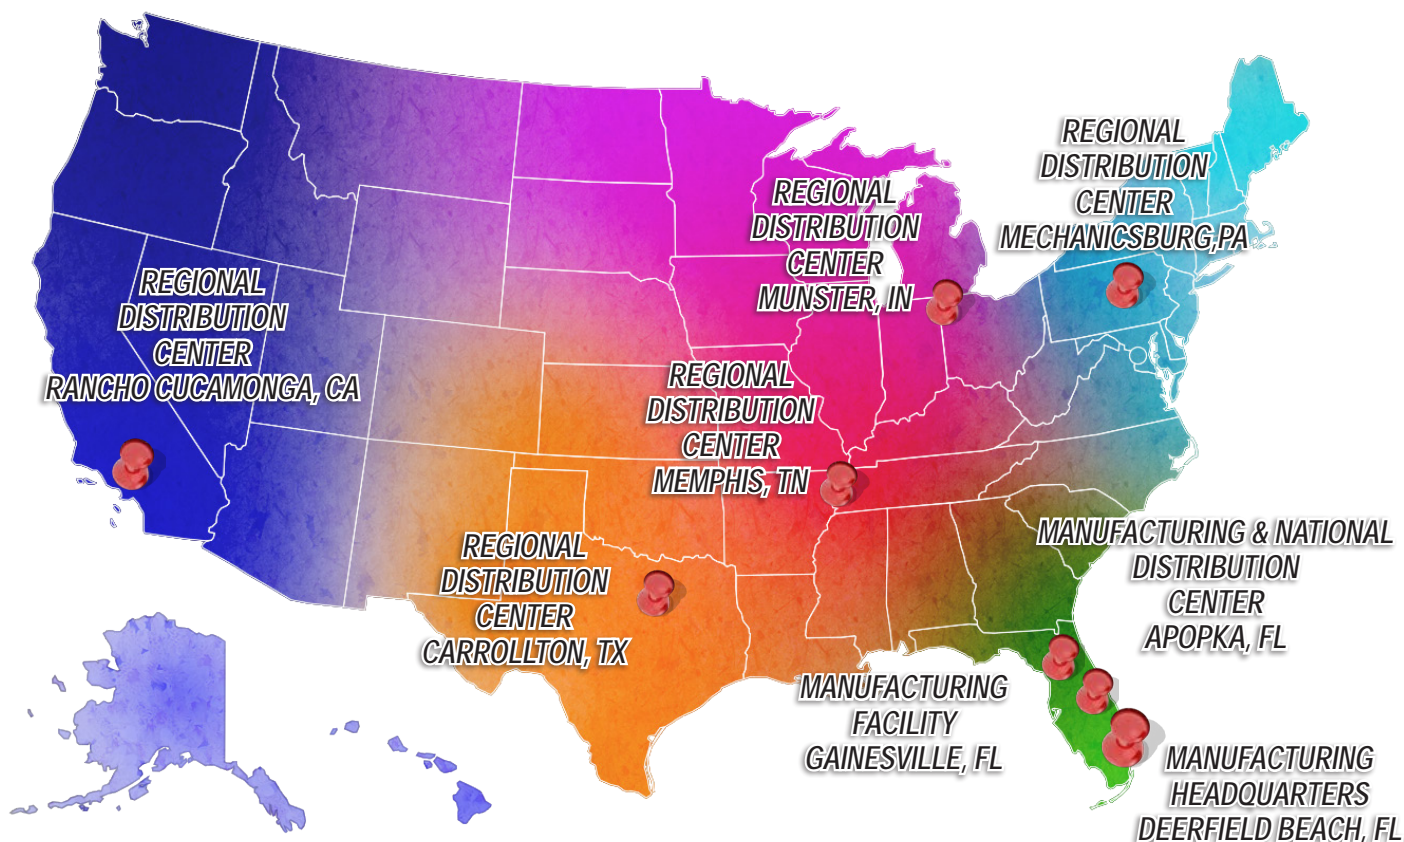 REGIONAL
DISTRIBUTION
CENTER
MECHANICSBURG,PA
REGIONAL
DISTRIBUTION
CENTER
MUNSTER, IN
REGIONAL
DISTRIBUTION
CENTER
RANCHO CUCAMONGA, CA
REGIONAL
DISTRIBUTION
CENTER
MEMPHIS, TN
REGIONAL
DISTRIBUTION
CENTER
CARROLLTON, TX
MANUFACTURING & NATIONAL
DISTRIBUTION
CENTER
APOPKA, FL
MANUFACTURING
FACILITY
GAINESVILLE, FL
MANUFACTURING
HEADQUARTERS
DEERFIELD BEACH, FL